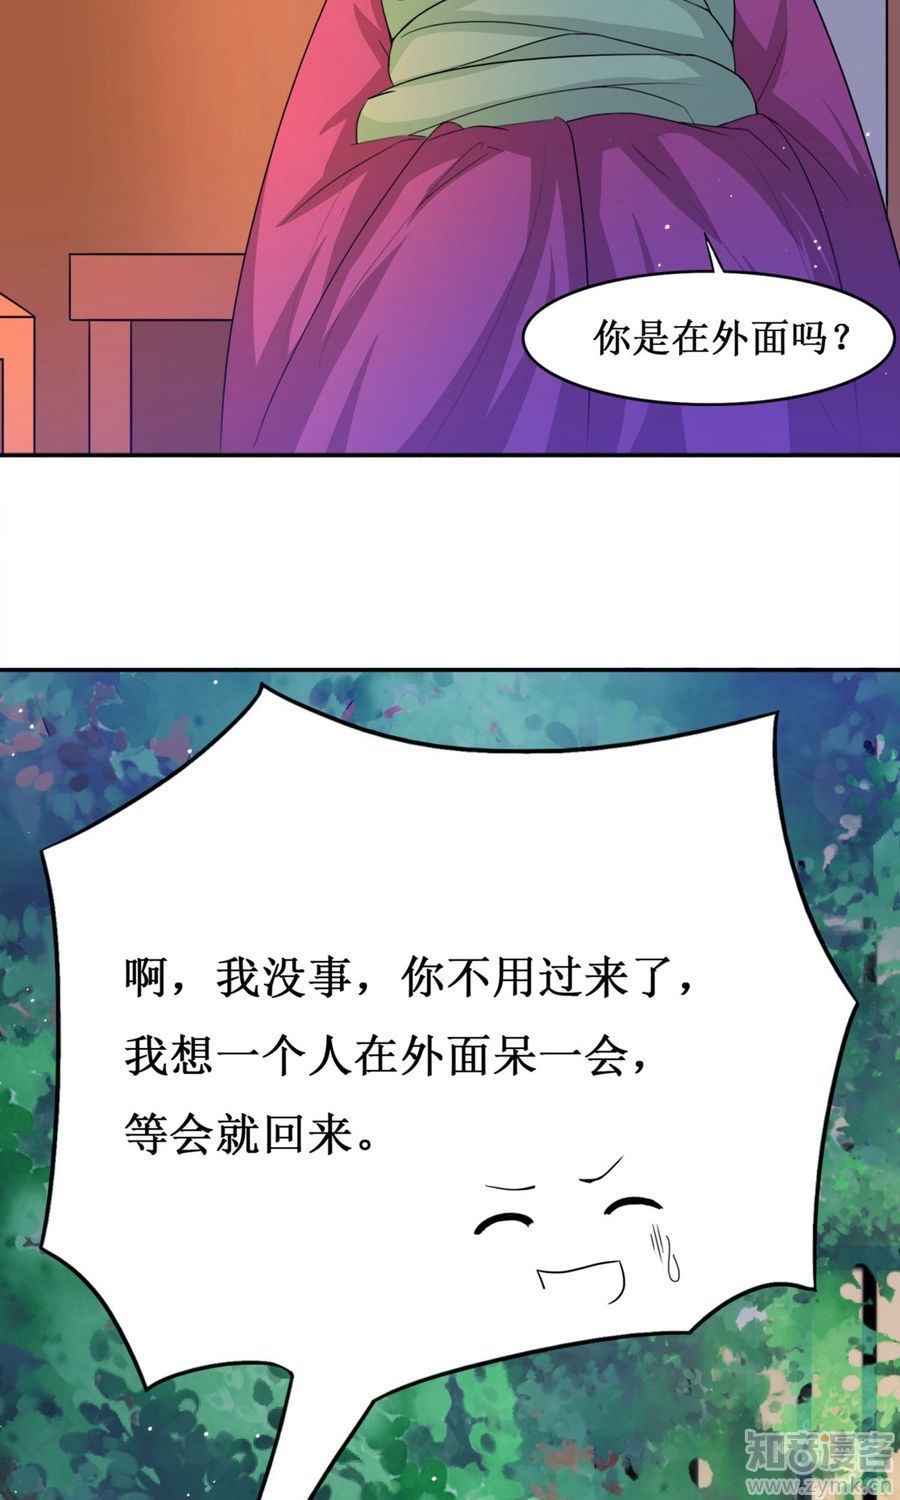 你是在外面吗？
啊，我没事，你不用过来了，
我想一个人在外面呆一会，
等会就回来。
知音漫客
www.zymk.cn